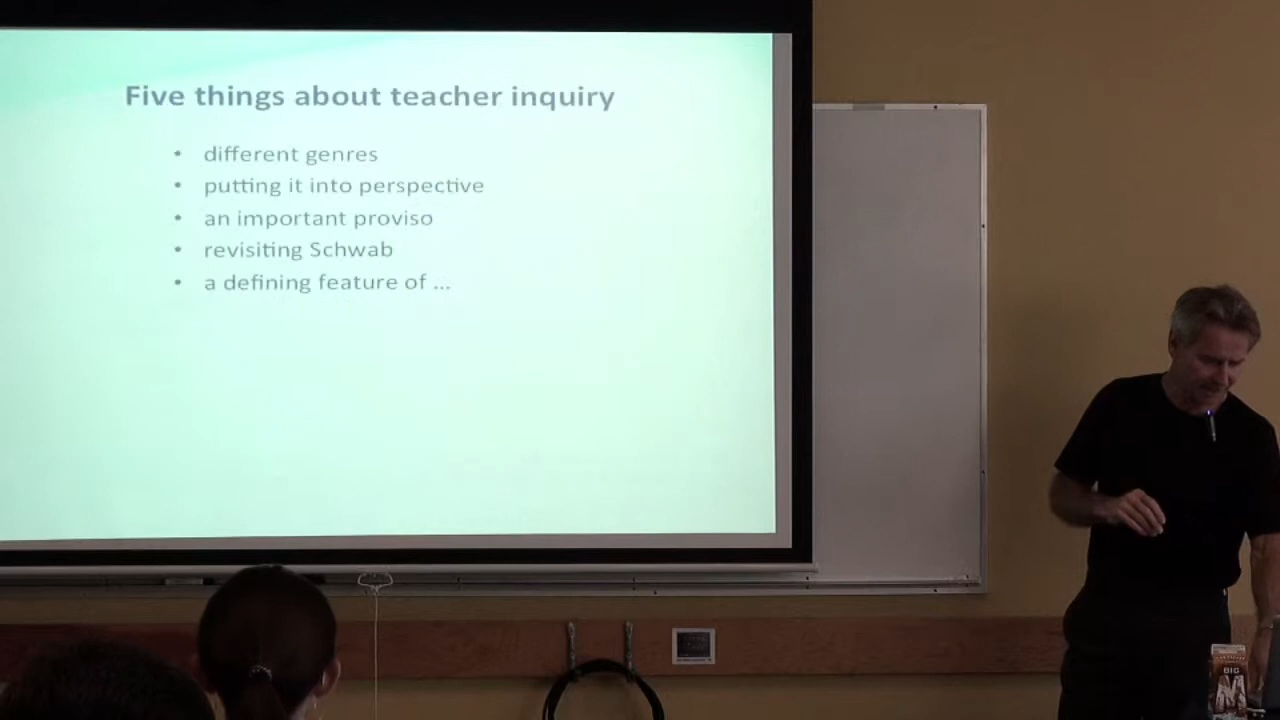 Five things about teacher inquiry
• different genres
• putting it into perspective
• an important proviso
• revisiting Schwab
• a defining feature of ...
BIG